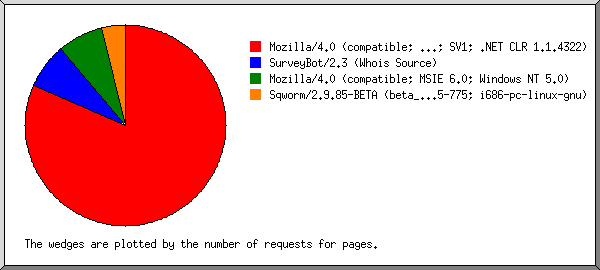 Mozilla/4.0 (compatible; ...; SV1; .NET CLR 1.1.4322)
SurveyBot/2.3 (Whois Source)
Mozilla/4.0 (compatible; MSIE 6.0; Windows NT 5.0)
Sqworm/2.9.85-BETA (beta_...5-775; i686-pc-linux-gnu)
The wedges are plotted by the number of requests for pages.